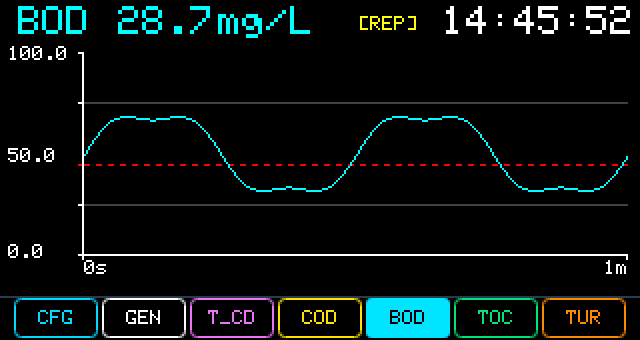 BOD 28.7mg/L [REP] 14:45:52
100.0
50.0
0.0
0s 1m
CFG GEN T_CD COD BOD TOC TUR